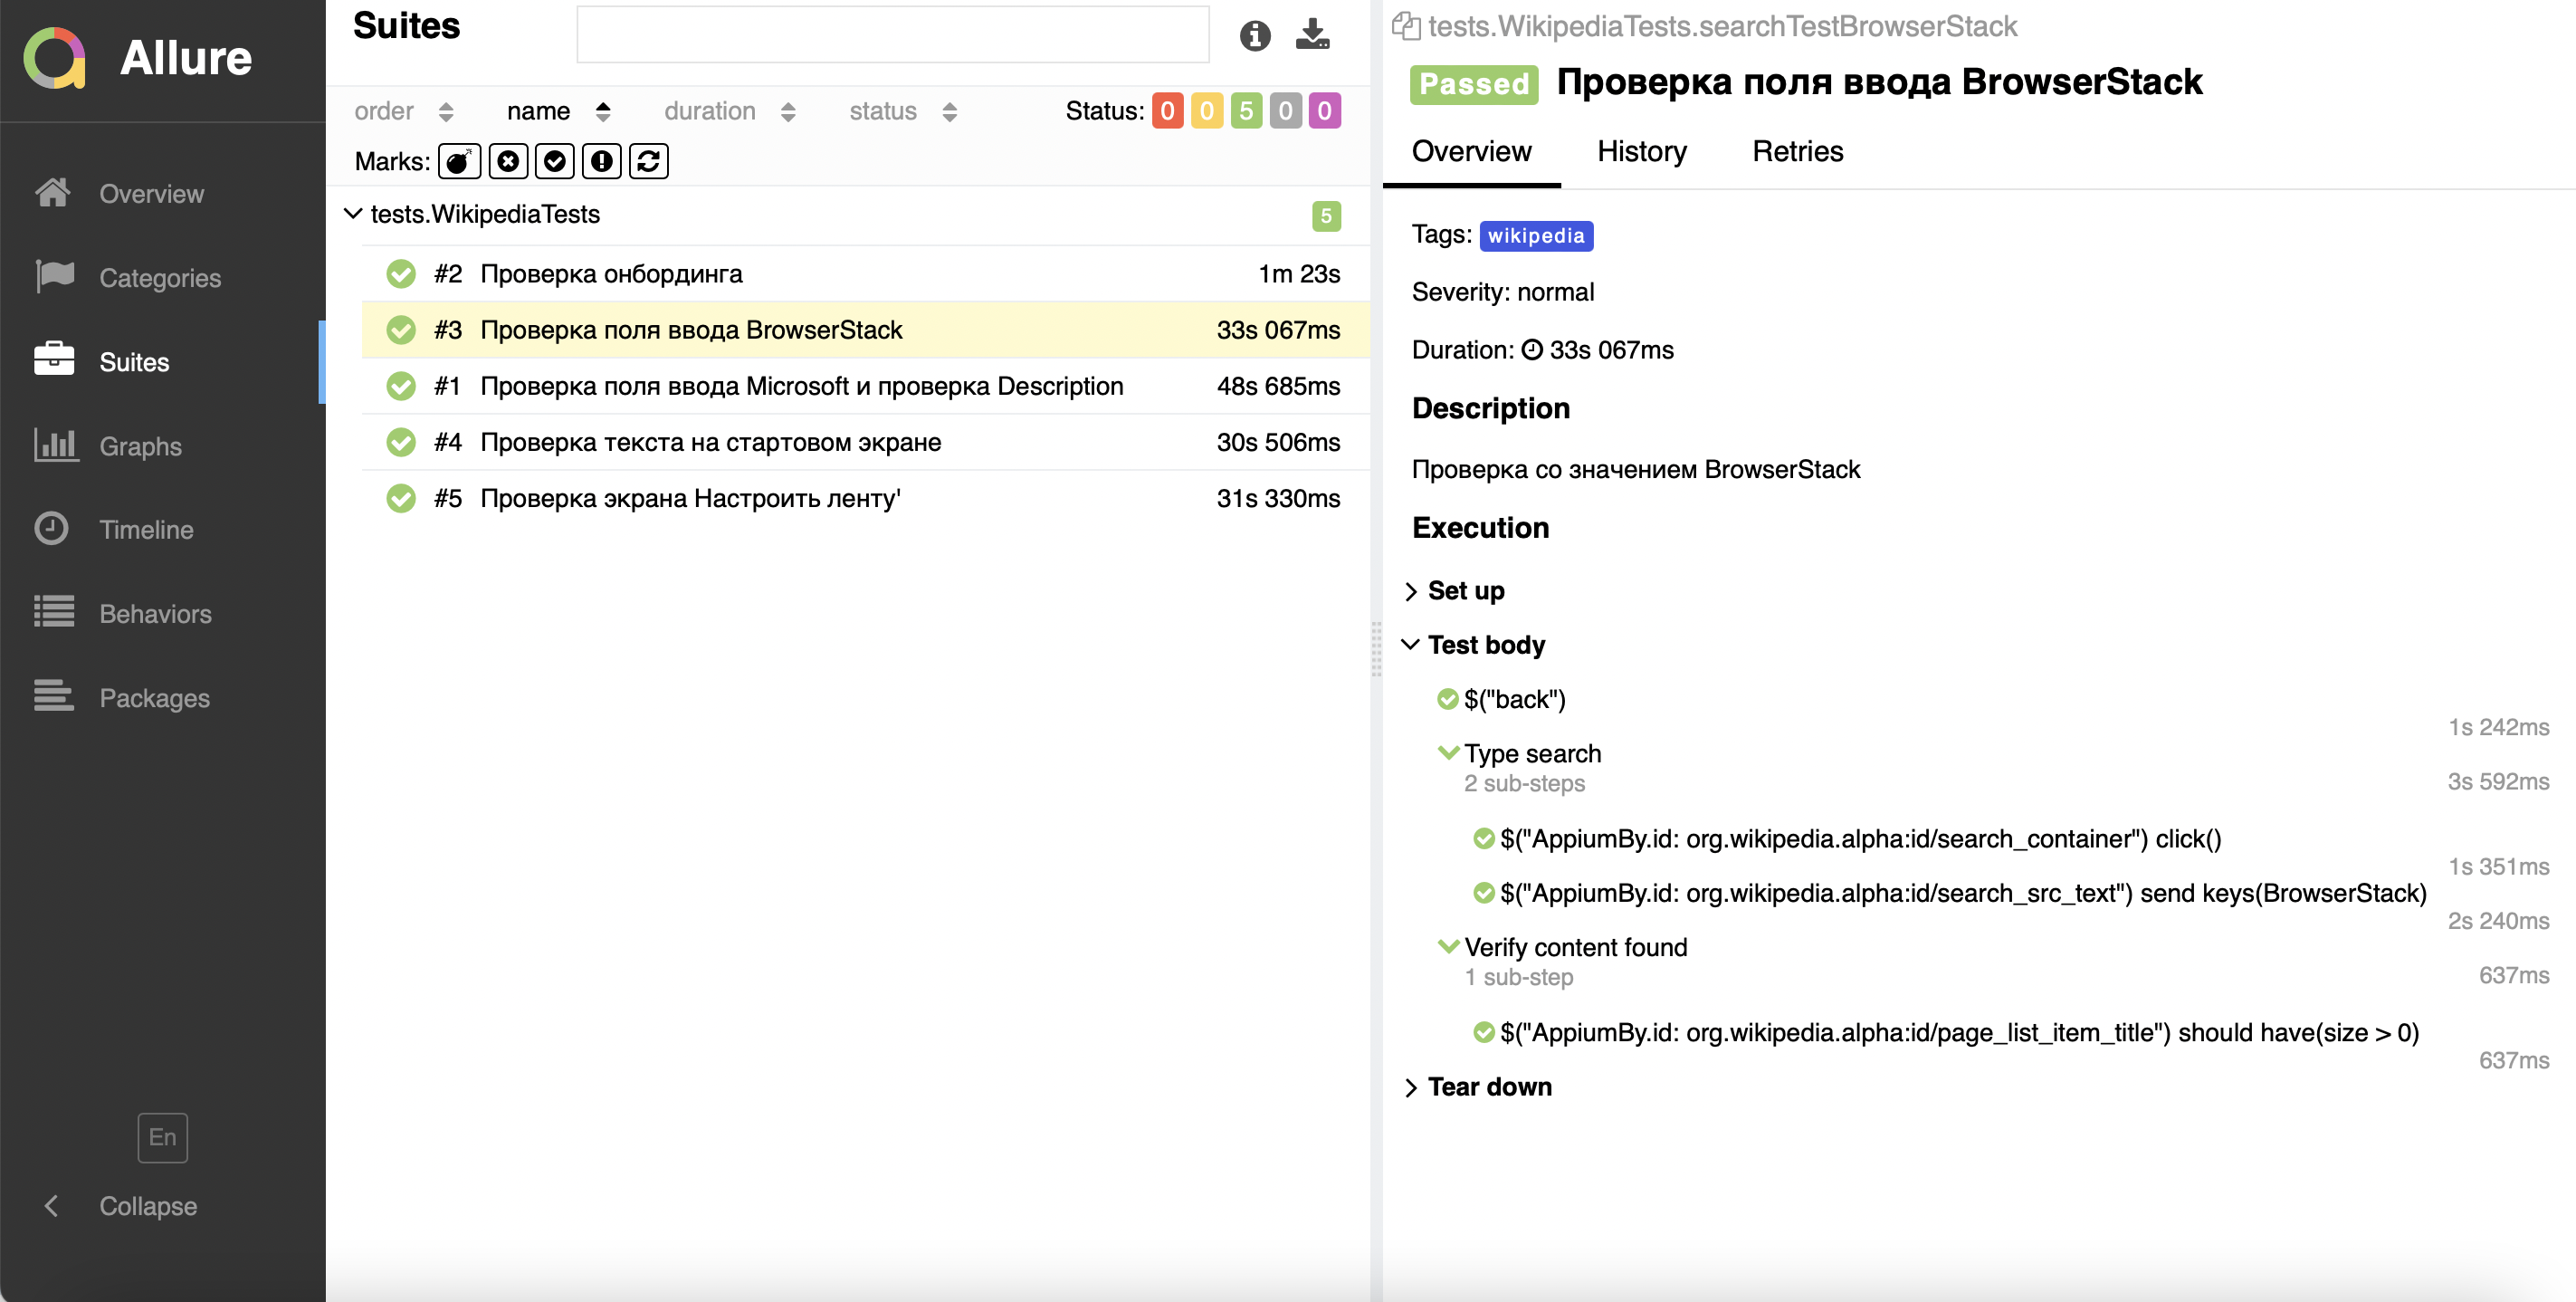 Allure
Overview
Categories
Suites
Graphs
Timeline
Behaviors
Packages
En
Collapse
Suites
order name duration status Status: 0 0 5 0 0
Marks:
tests.WikipediaTests 5
#2 Проверка онбординга 1m 23s
#3 Проверка поля ввода BrowserStack 33s 067ms
#1 Проверка поля ввода Microsoft и проверка Description 48s 685ms
#4 Проверка текста на стартовом экране 30s 506ms
#5 Проверка экрана Настроить ленту' 31s 330ms
tests.WikipediaTests.searchTestBrowserStack
Passed Проверка поля ввода BrowserStack
Overview History Retries
Tags: wikipedia
Severity: normal
Duration: 33s 067ms
Description
Проверка со значением BrowserStack
Execution
Set up
Test body
$("back")
1s 242ms
Type search
2 sub-steps 3s 592ms
$("AppiumBy.id: org.wikipedia.alpha:id/search_container") click()
1s 351ms
$("AppiumBy.id: org.wikipedia.alpha:id/search_src_text") send keys(BrowserStack)
2s 240ms
Verify content found
1 sub-step 637ms
$("AppiumBy.id: org.wikipedia.alpha:id/page_list_item_title") should have(size > 0)
637ms
Tear down